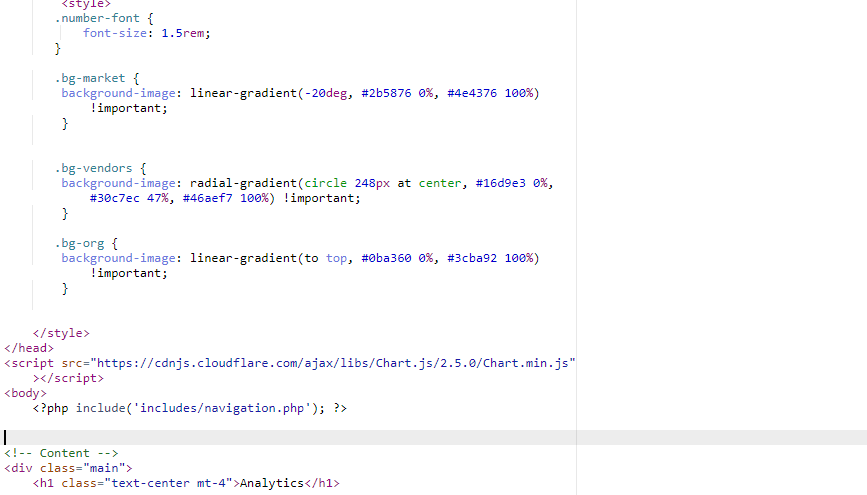 <style>
.number-font {
font-size: 1.5rem;
}
.bg-market {
background-image: linear-gradient(-20deg, #2b5876 0%, #4e4376 100%)
!important;
}
.bg-vendors {
background-image: radial-gradient(circle 248px at center, #16d9e3 0%,
#30c7ec 47%, #46aef7 100%) !important;
}
.bg-org {
background-image: linear-gradient(to top, #0ba360 0%, #3cba92 100%)
!important;
}
</style>
</head>
<script src="https://cdnjs.cloudflare.com/ajax/libs/Chart.js/2.5.0/Chart.min.js"
></script>
<body>
<?php include('includes/navigation.php'); ?>
<!-- Content -->
<div class="main">
<h1 class="text-center mt-4">Analytics</h1>